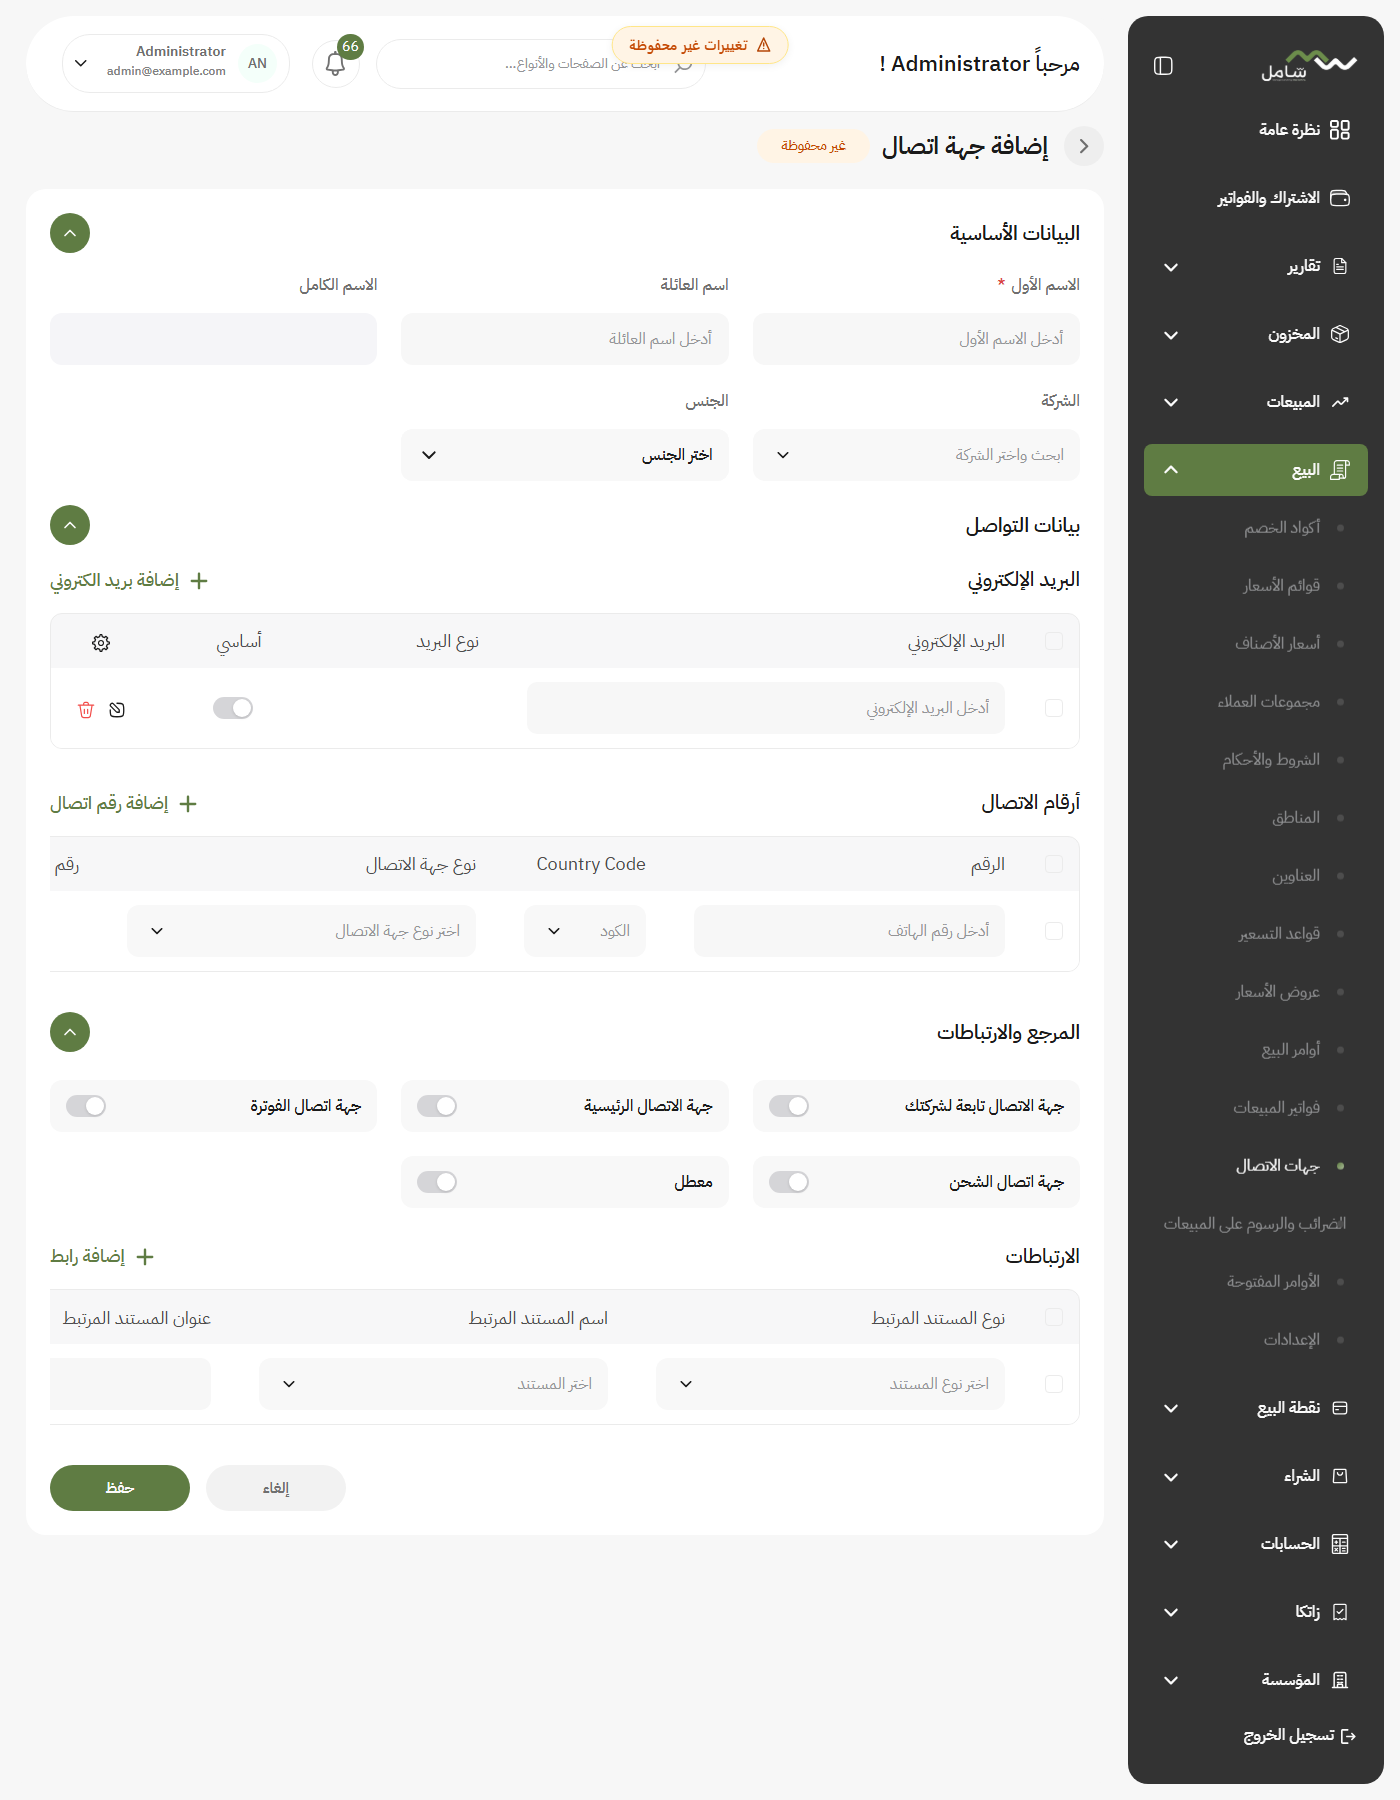 شامل
نظرة عامة
الاشتراك والفواتير
تقارير
المخزون
المبيعات
البيع
أكواد الخصم
قوائم الأسعار
أسعار الأصناف
مجموعات العملاء
الشروط والأحكام
المناطق
العناوين
قواعد التسعير
عروض الأسعار
أوامر البيع
فواتير المبيعات
جهات الاتصال
الضرائب والرسوم على المبيعات
الأوامر المفتوحة
الإعدادات
نقطة البيع
الشراء
الحسابات
زاتكا
المؤسسة
تسجيل الخروج
مرحباً Administrator !
تغييرات غير محفوظة
ابحث عن الصفحات والأنواع...
66
AN
Administrator
admin@example.com
إضافة جهة اتصال
غير محفوظة
البيانات الأساسية
الاسم الأول *
اسم العائلة
الاسم الكامل
أدخل الاسم الأول
أدخل اسم العائلة
الشركة
الجنس
ابحث واختر الشركة
اختر الجنس
بيانات التواصل
البريد الإلكتروني
إضافة بريد الكتروني
البريد الإلكتروني
نوع البريد
أساسي
أدخل البريد الإلكتروني
أرقام الاتصال
إضافة رقم اتصال
الرقم
Country Code
نوع جهة الاتصال
رقم
أدخل رقم الهاتف
الكود
اختر نوع جهة الاتصال
المرجع والارتباطات
جهة الاتصال تابعة لشركتك
جهة الاتصال الرئيسية
جهة اتصال الفوترة
جهة اتصال الشحن
معطل
الارتباطات
إضافة رابط
نوع المستند المرتبط
اسم المستند المرتبط
عنوان المستند المرتبط
اختر نوع المستند
اختر المستند
إلغاء
حفظ